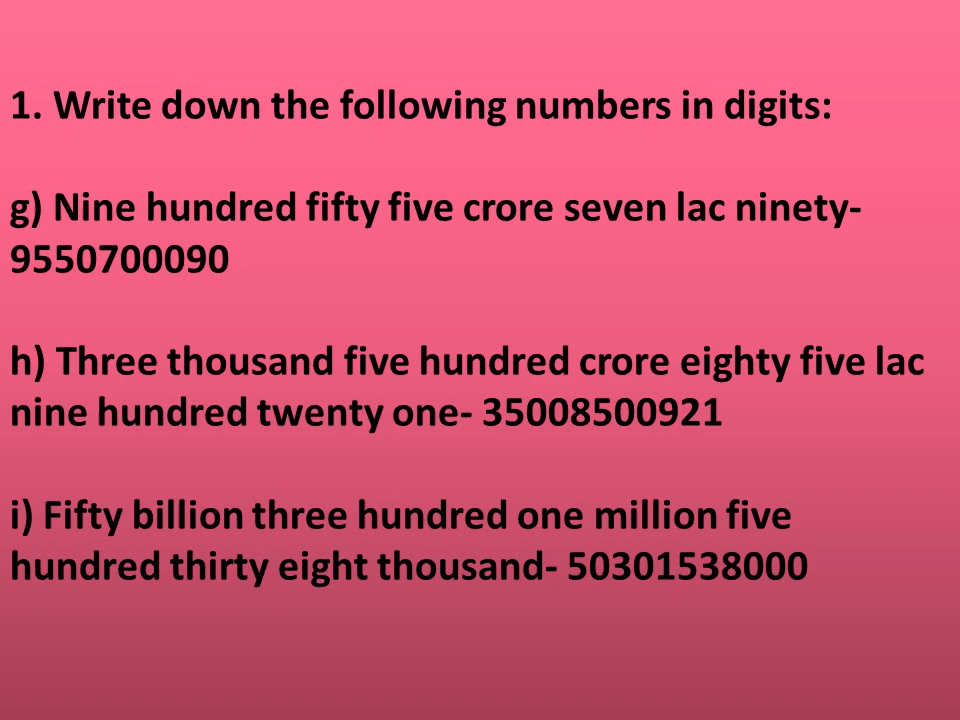 1. Write down the following numbers in digits:
g) Nine hundred fifty five crore seven lac ninety-
9550700090
h) Three thousand five hundred crore eighty five lac
nine hundred twenty one- 35008500921
i) Fifty billion three hundred one million five
hundred thirty eight thousand- 50301538000